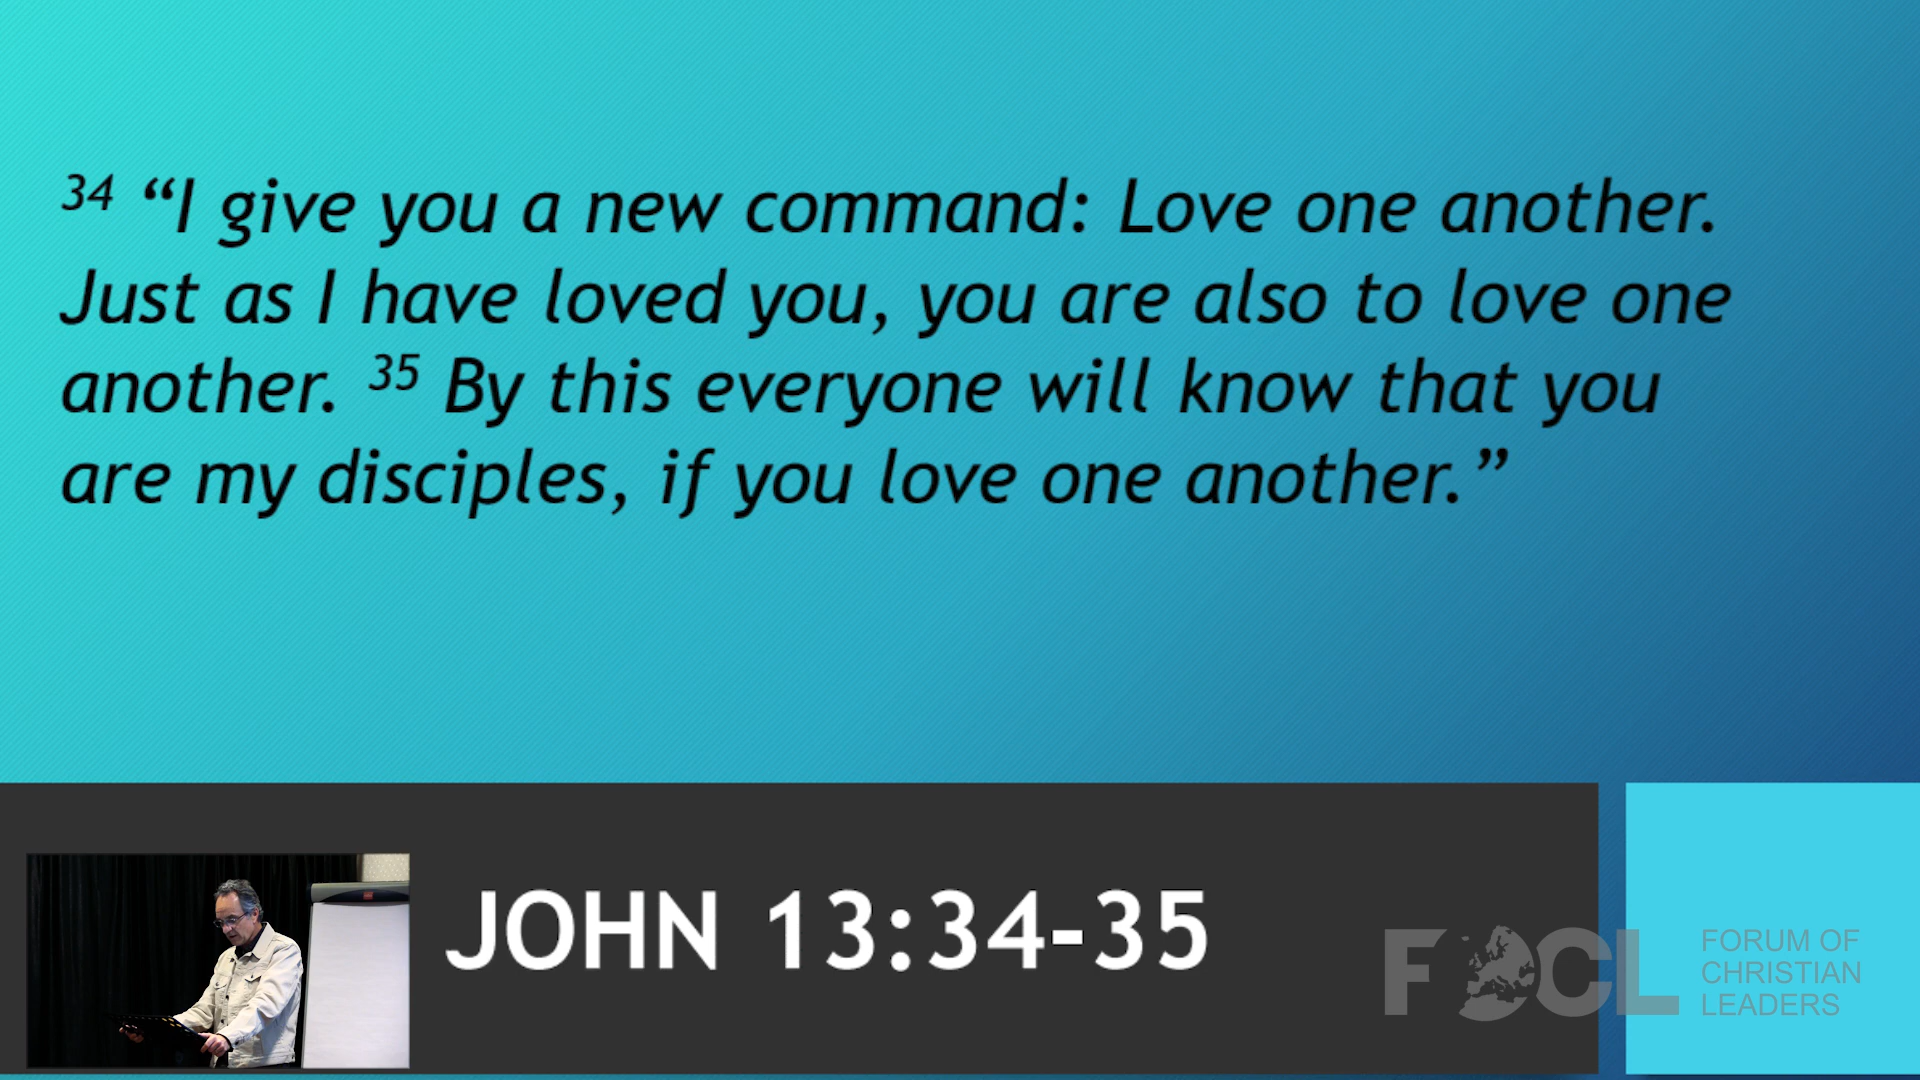 34 “I give you a new command: Love one another.
Just as I have loved you, you are also to love one
another. 35 By this everyone will know that you
are my disciples, if you love one another.”
JOHN 13:34-35
FOCL
FORUM OF
CHRISTIAN
LEADERS